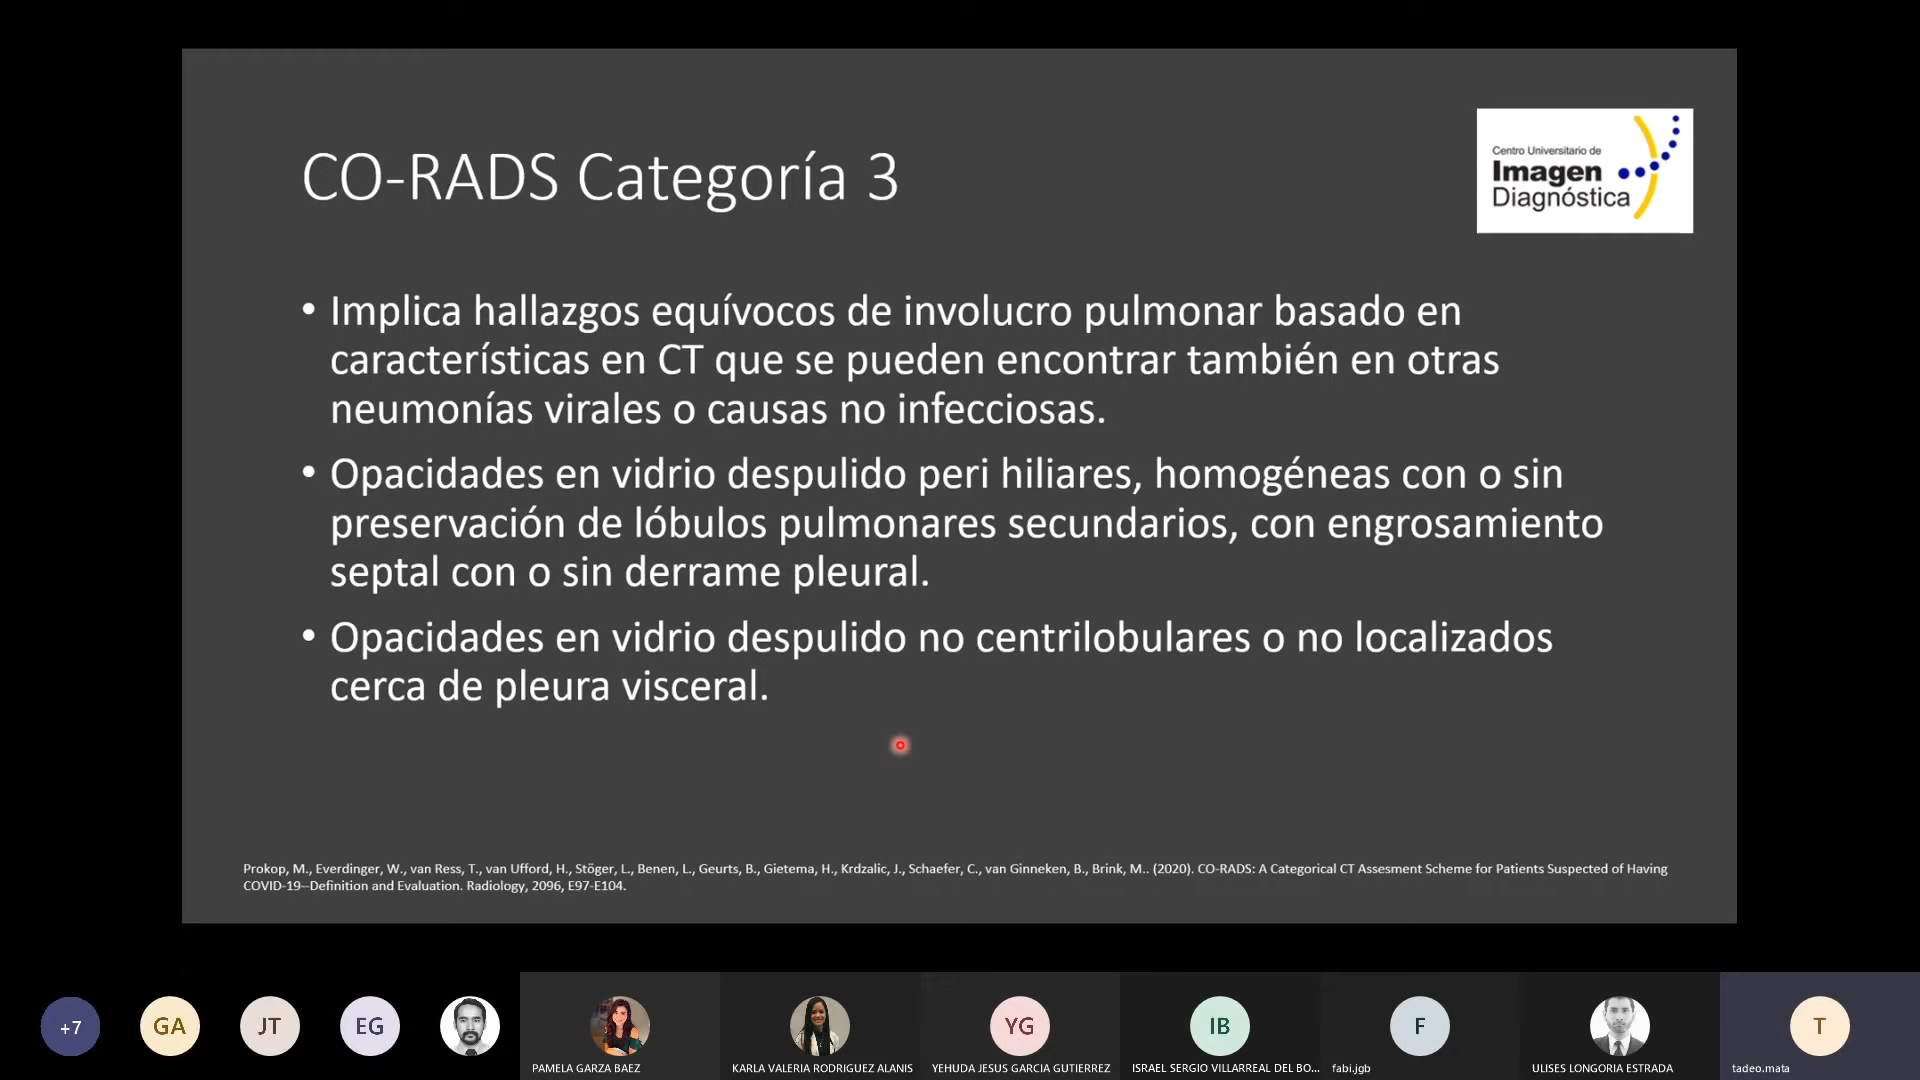 CO-RADS Categoría 3
Centro Universitario de
Imagen
Diagnóstica
• Implica hallazgos equívocos de involucro pulmonar basado en
características en CT que se pueden encontrar también en otras
neumonías virales o causas no infecciosas.
• Opacidades en vidrio despulido peri hiliares, homogéneas con o sin
preservación de lóbulos pulmonares secundarios, con engrosamiento
septal con o sin derrame pleural.
• Opacidades en vidrio despulido no centrilobulares o no localizados
cerca de pleura visceral.
Prokop, M., Everdinger, W., van Ress, T., van Ufford, H., Stöger, L., Benen, L., Geurts, B., Gietema, H., Krdzalic, J., Schaefer, C., van Ginneken, B., Brink, M.. (2020). CO-RADS: A Categorical CT Assesment Scheme for Patients Suspected of Having
COVID-19--Definition and Evaluation. Radiology, 2096, E97-E104.
+7
GA
JT
EG
YG
IB
F
T
PAMELA GARZA BAEZ
KARLA VALERIA RODRIGUEZ ALANIS
YEHUDA JESUS GARCIA GUTIERREZ
ISRAEL SERGIO VILLARREAL DEL BO...
fabi.jgb
ULISES LONGORIA ESTRADA
tadeo.mata